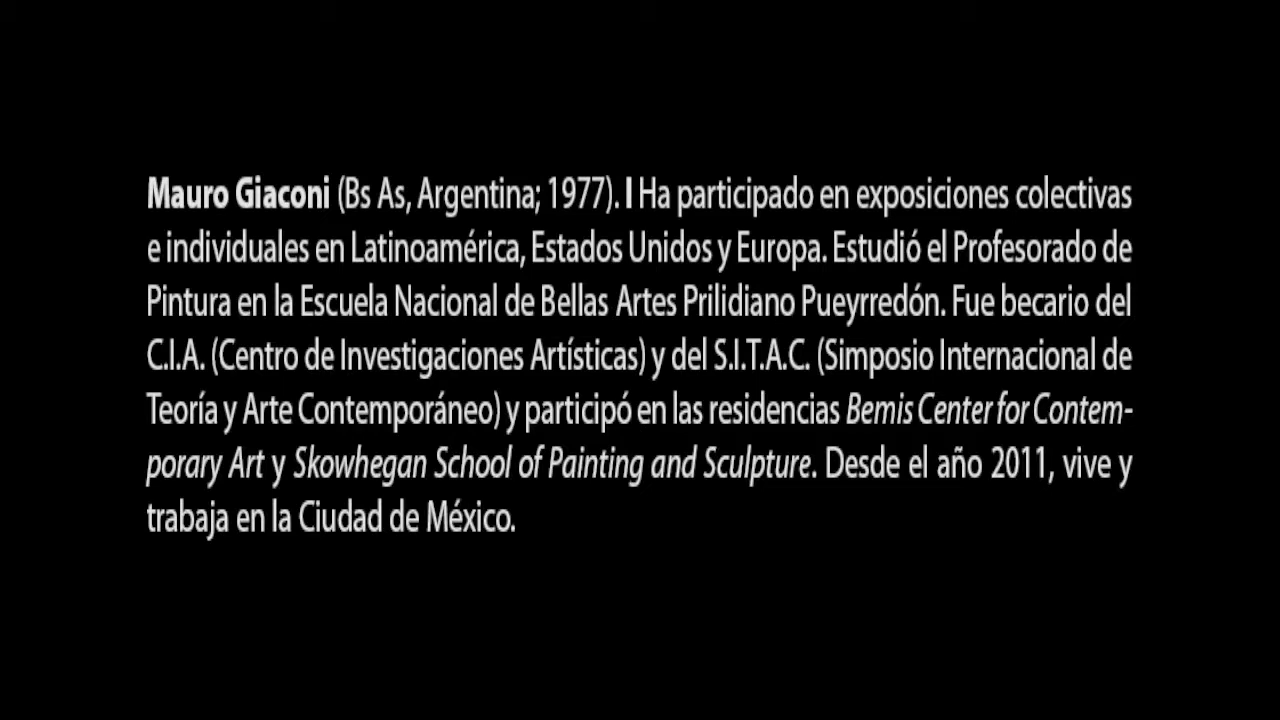 Mauro Giaconi (Bs As, Argentina; 1977). I Ha participado en exposiciones colectivas
e individuales en Latinoamérica, Estados Unidos y Europa. Estudió el Profesorado de
Pintura en la Escuela Nacional de Bellas Artes Prilidiano Pueyrredón. Fue becario del
C.I.A. (Centro de Investigaciones Artísticas) y del S.I.T.A.C. (Simposio Internacional de
Teoría y Arte Contemporáneo) y participó en las residencias Bemis Center for Contem-
porary Art y Skowhegan School of Painting and Sculpture. Desde el año 2011, vive y
trabaja en la Ciudad de México.